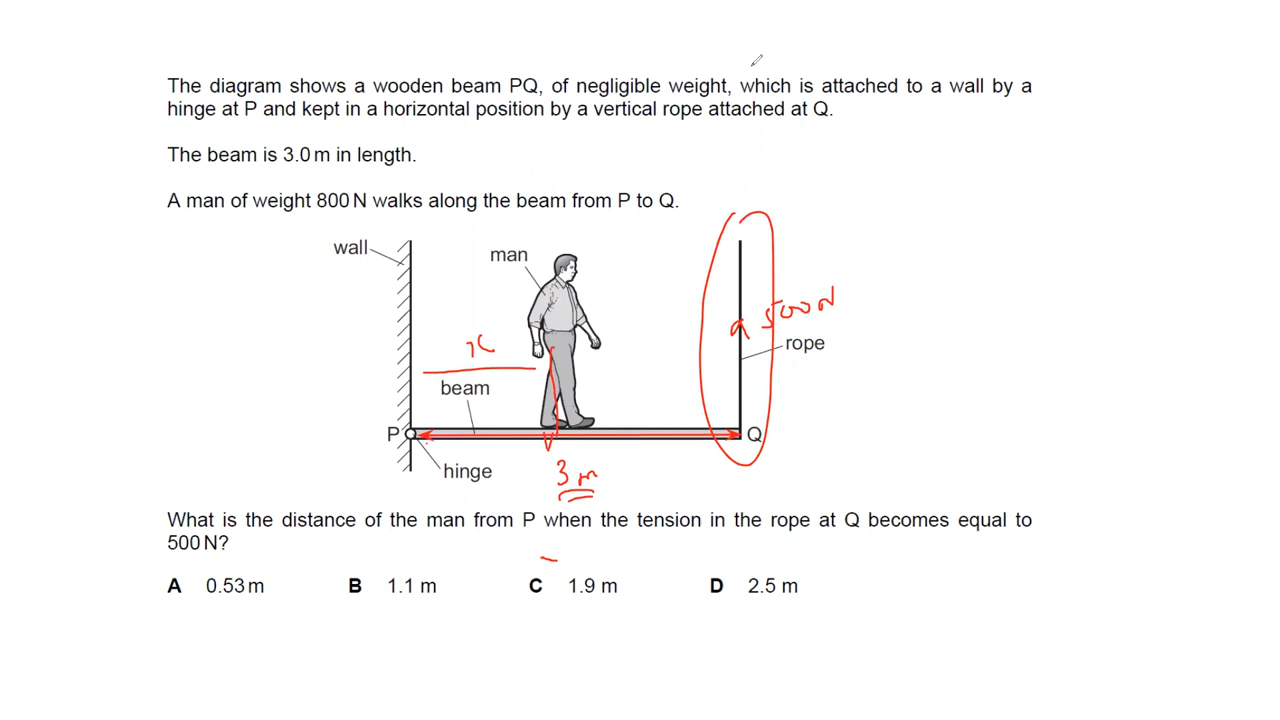 The diagram shows a wooden beam PQ, of negligible weight, which is attached to a wall by a
hinge at P and kept in a horizontal position by a vertical rope attached at Q.
The beam is 3.0 m in length.
A man of weight 800 N walks along the beam from P to Q.
wall
man
500N
rope
x
beam
P
Q
hinge
3m
What is the distance of the man from P when the tension in the rope at Q becomes equal to
500 N?
A 0.53 m B 1.1 m C 1.9 m D 2.5 m